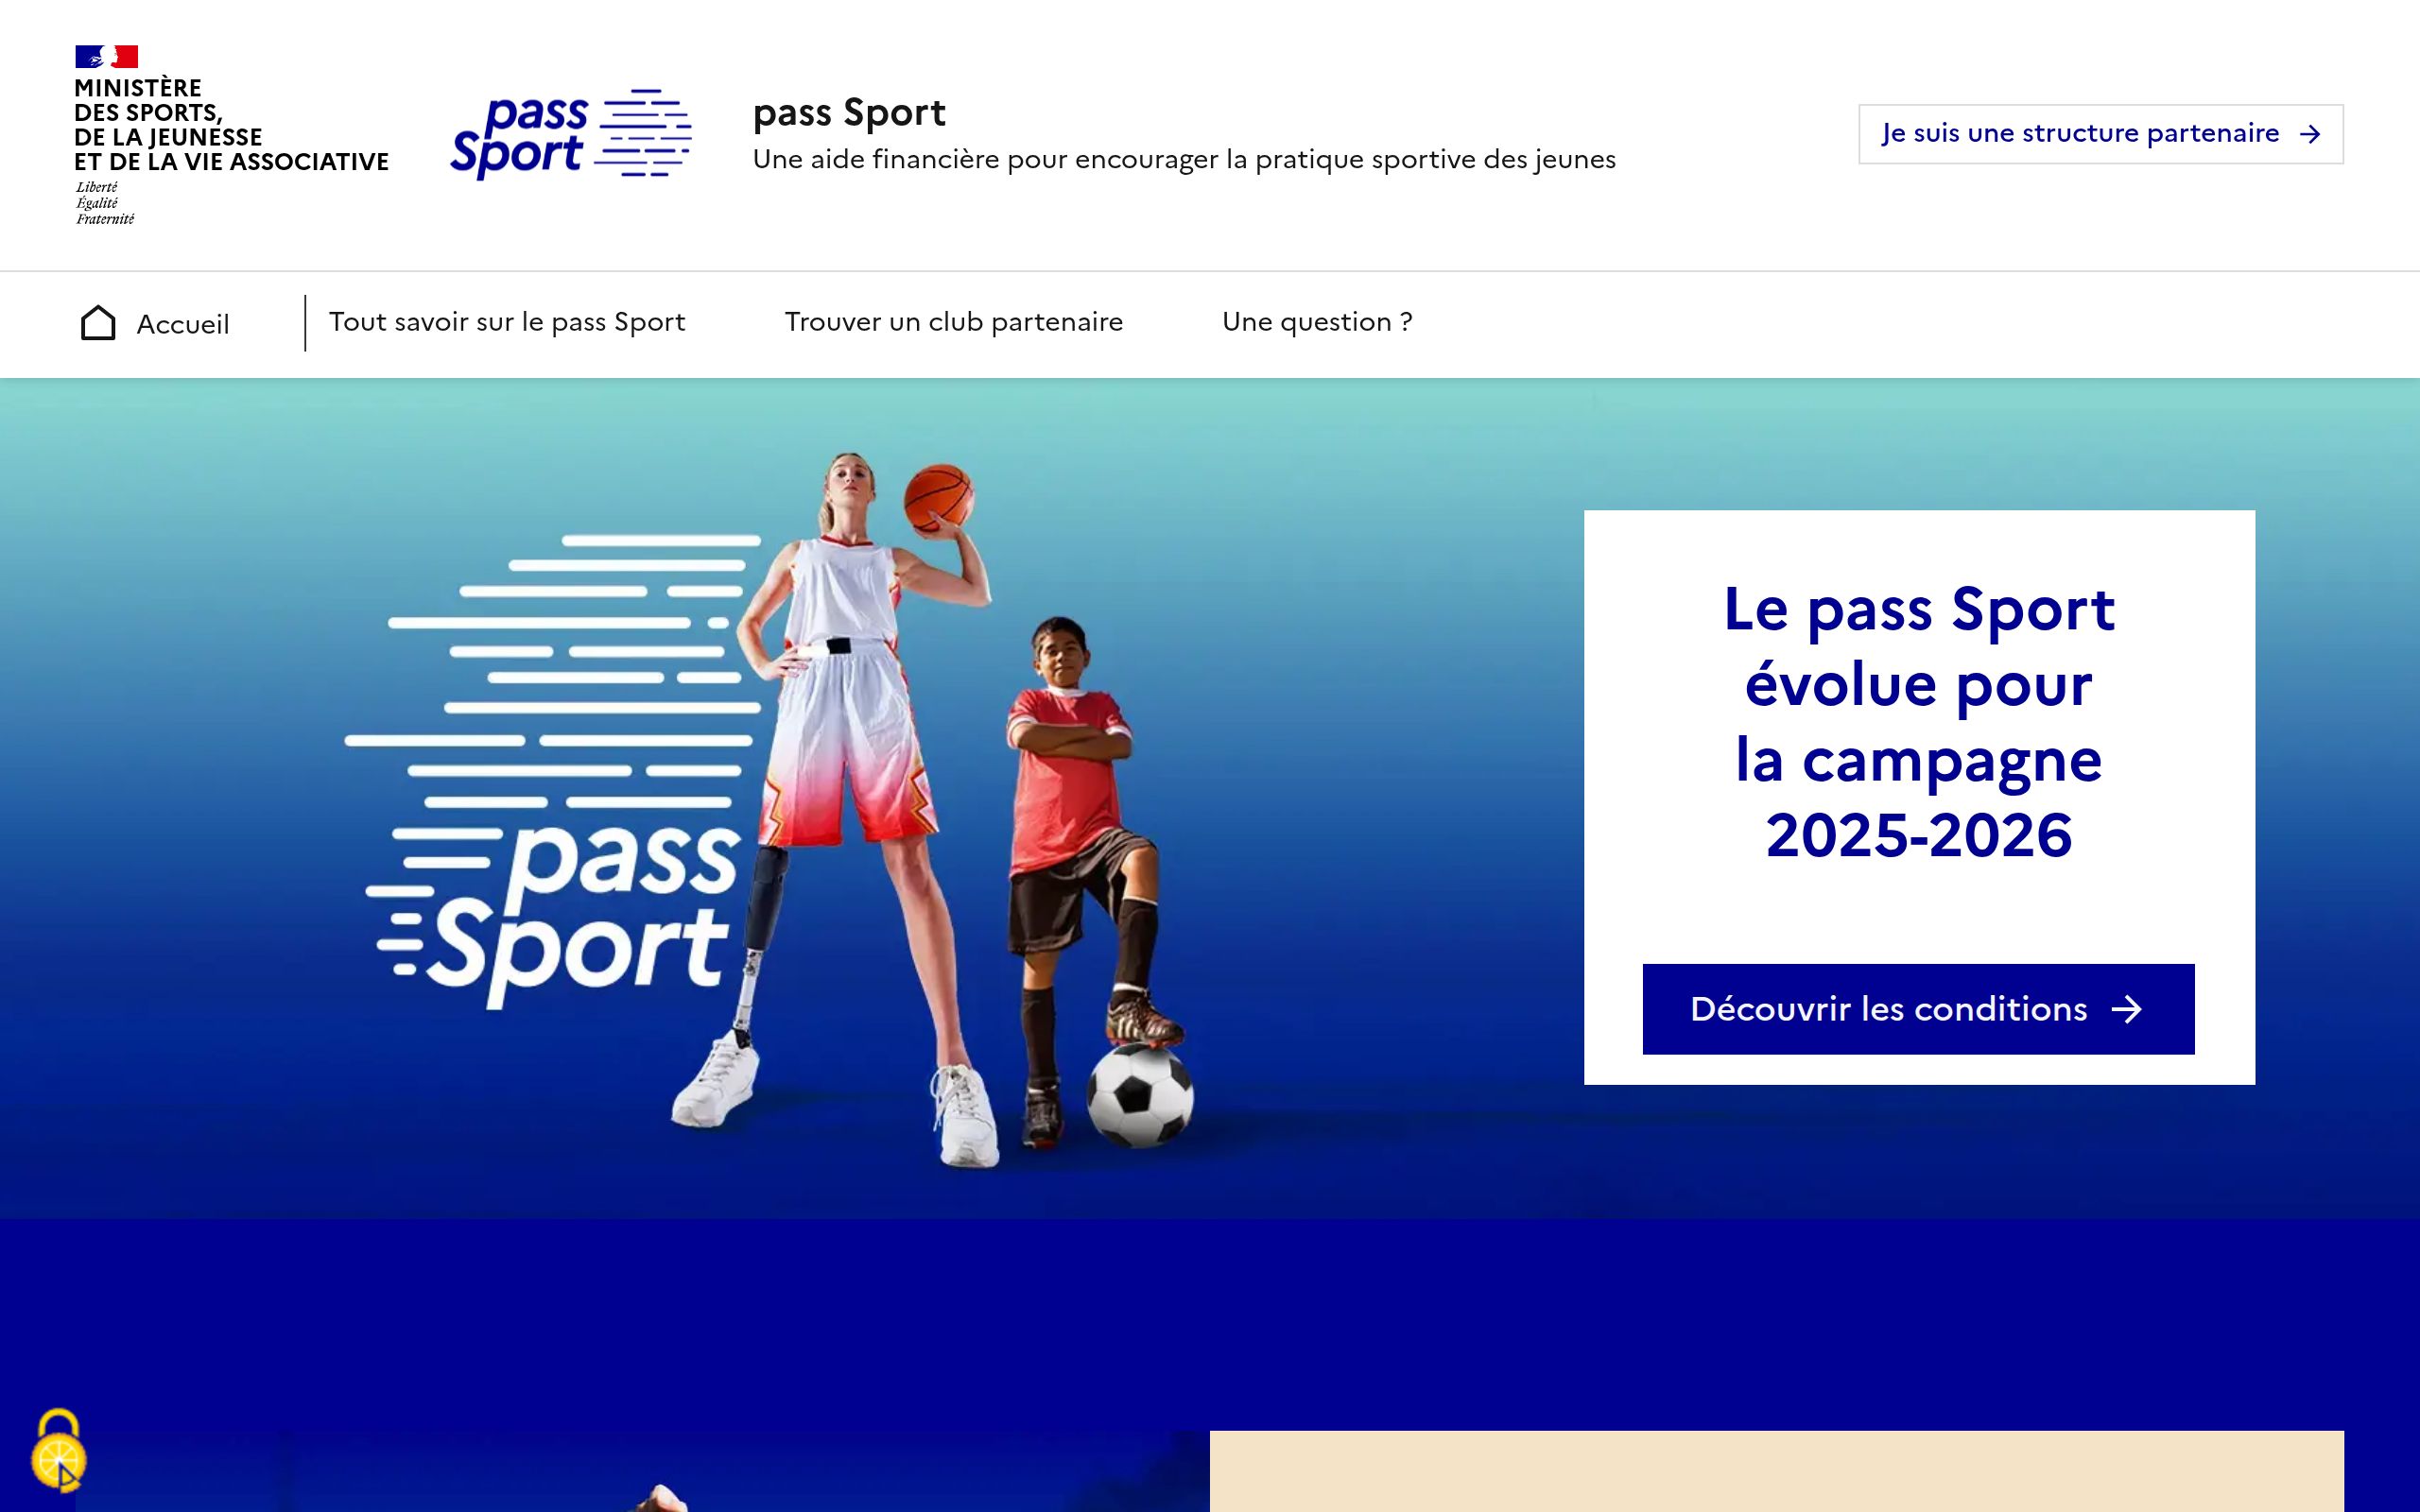 MINISTÈRE
DES SPORTS,
DE LA JEUNESSE
ET DE LA VIE ASSOCIATIVE
Liberté
Égalité
Fraternité
pass
Sport
pass Sport
Une aide financière pour encourager la pratique sportive des jeunes
Je suis une structure partenaire
Accueil
Tout savoir sur le pass Sport
Trouver un club partenaire
Une question ?
pass
Sport
Le pass Sport
évolue pour
la campagne
2025-2026
Découvrir les conditions